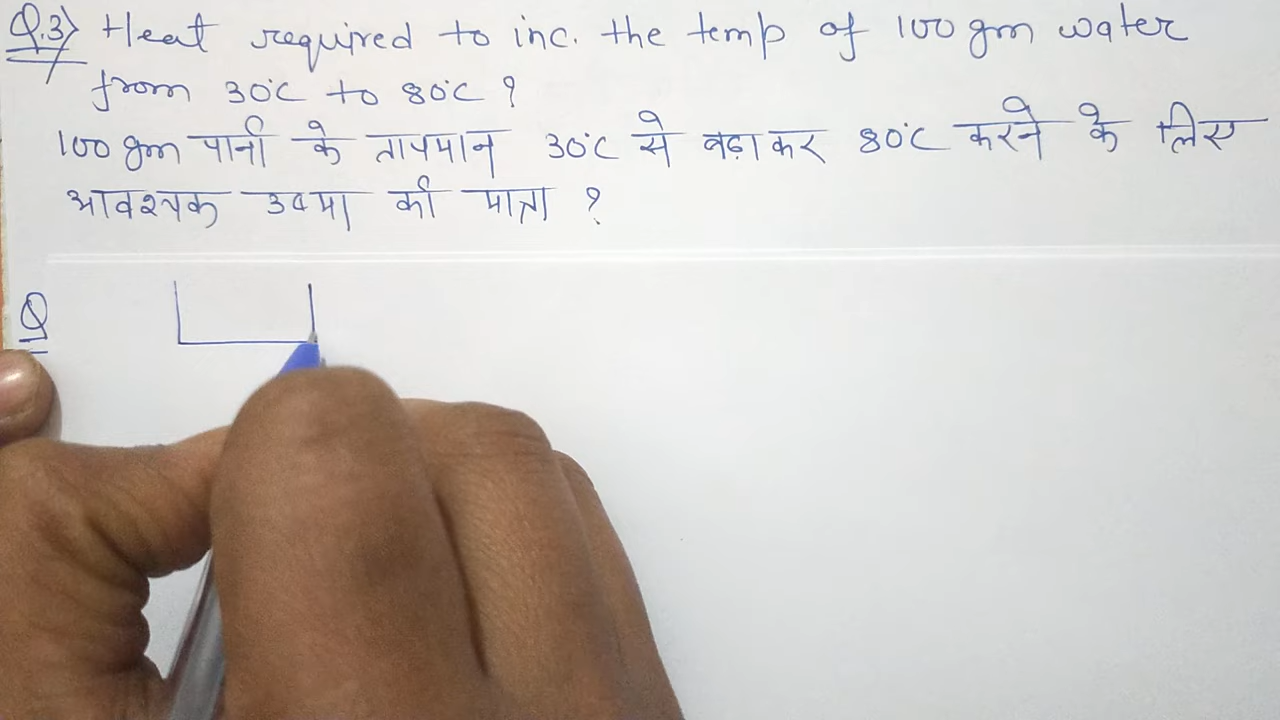 Q.3) Heat required to inc. the temp of 100 gm water
from 30°C to 80°C ?
100 gm पानी के तापमान 30°C से बढ़ाकर 80°C करने के लिए
आवश्यक उष्मा की मात्रा ?
Q